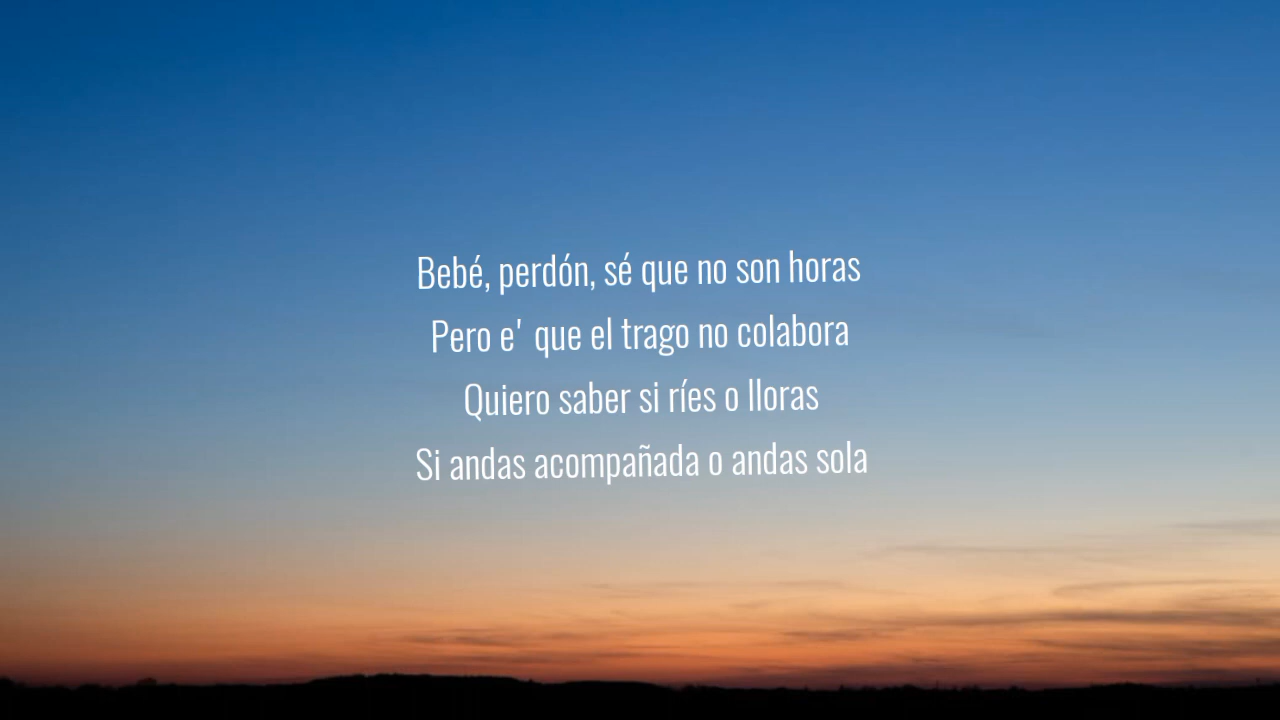 Bebé, perdón, sé que no son horas
Pero e' que el trago no colabora
Quiero saber si ríes o lloras
Si andas acompañada o andas sola